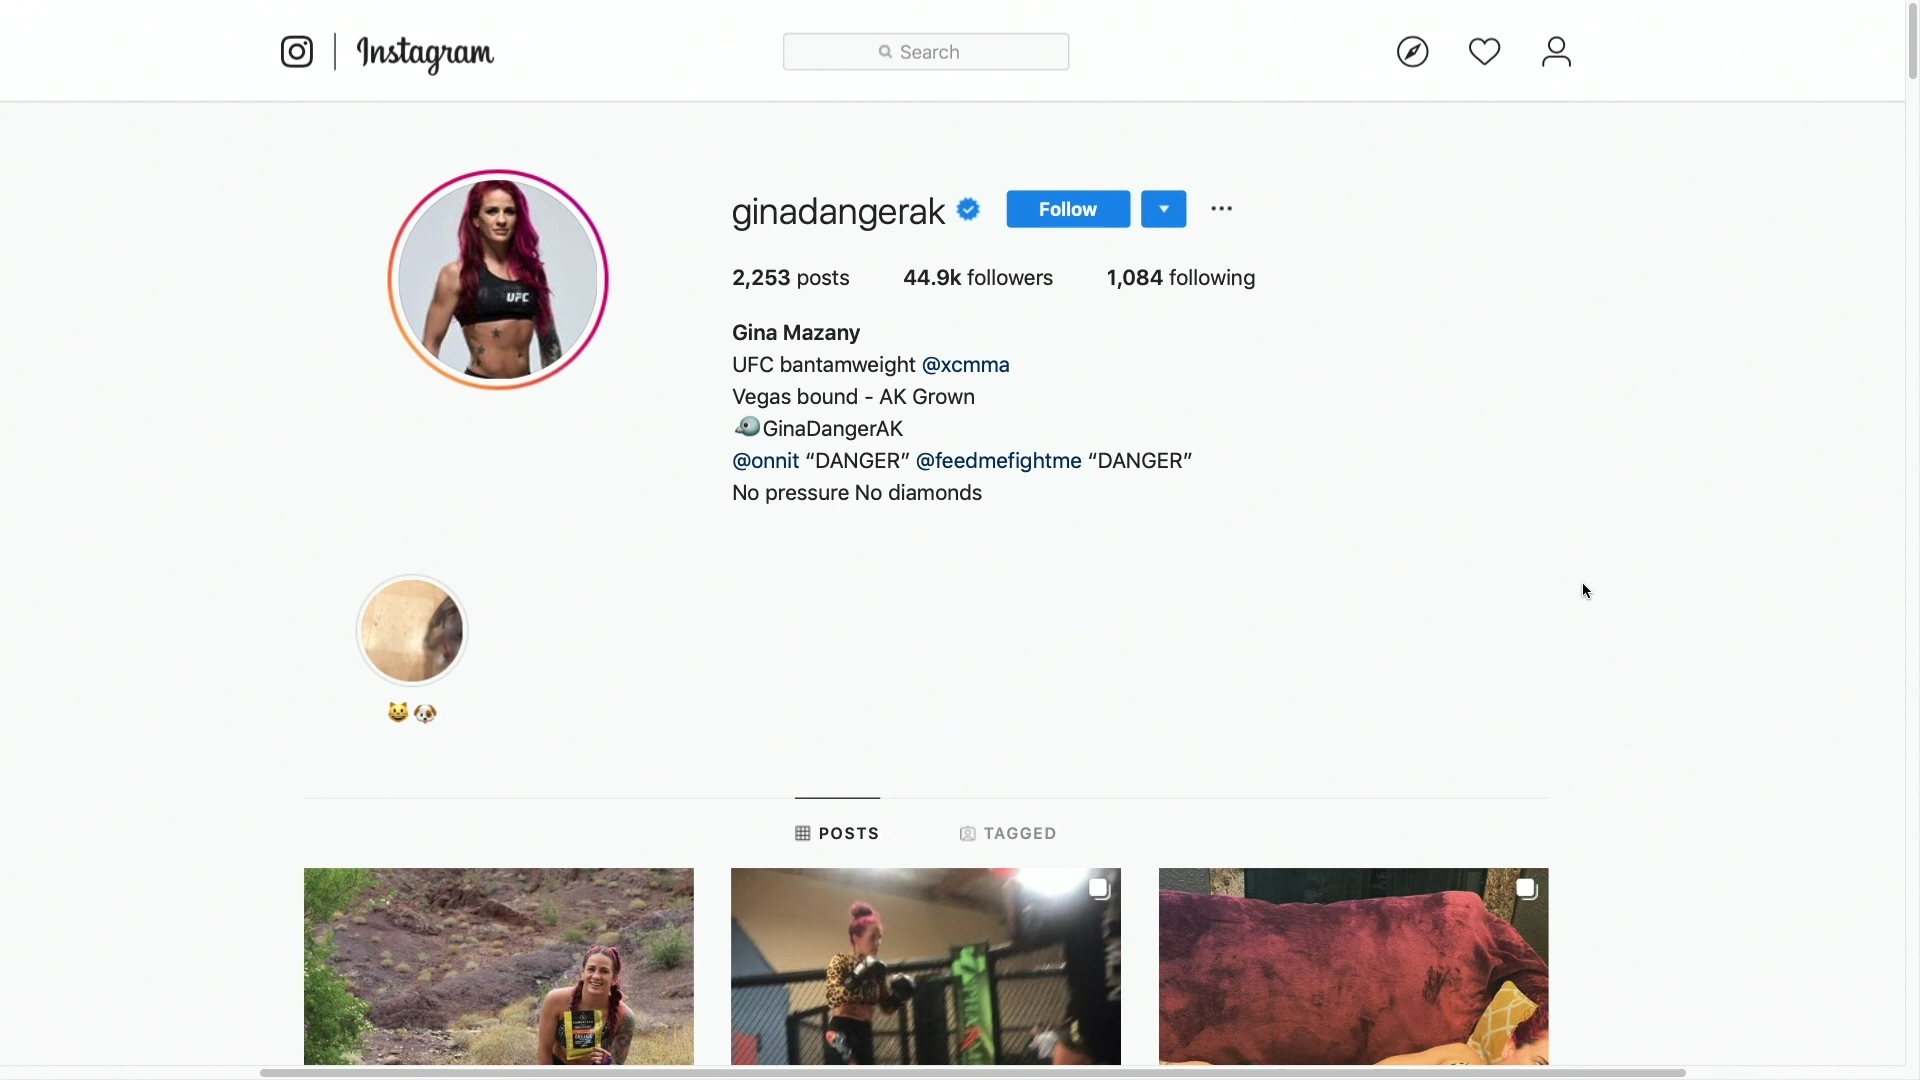 Instagram
Search
ginadangerak
Follow
2,253 posts 44.9k followers 1,084 following
Gina Mazany
UFC bantamweight @xcmma
Vegas bound - AK Grown
GinaDangerAK
@onnit “DANGER” @feedmefightme “DANGER”
No pressure No diamonds
UFC
POSTS TAGGED